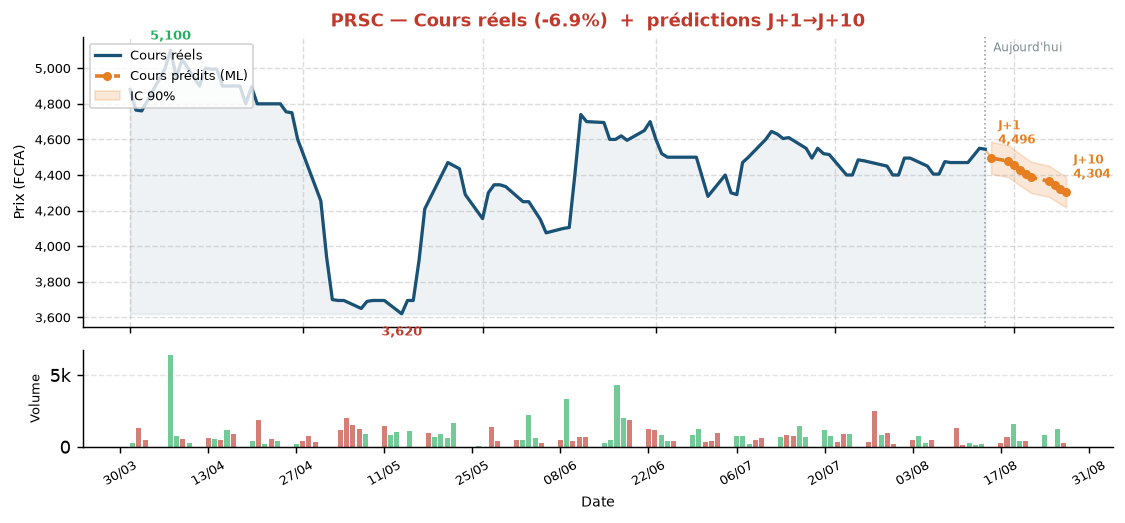 PRSC — Cours réels (-6.9%) + prédictions J+1→J+10
5,100
Cours réels
Cours prédits (ML)
IC 90%
Aujourd'hui
J+1
4,496
J+10
4,304
3,620
Prix (FCFA)
5,000
4,800
4,600
4,400
4,200
4,000
3,800
3,600
Volume
5k
0
30/03
13/04
27/04
11/05
25/05
08/06
22/06
06/07
20/07
03/08
17/08
31/08
Date